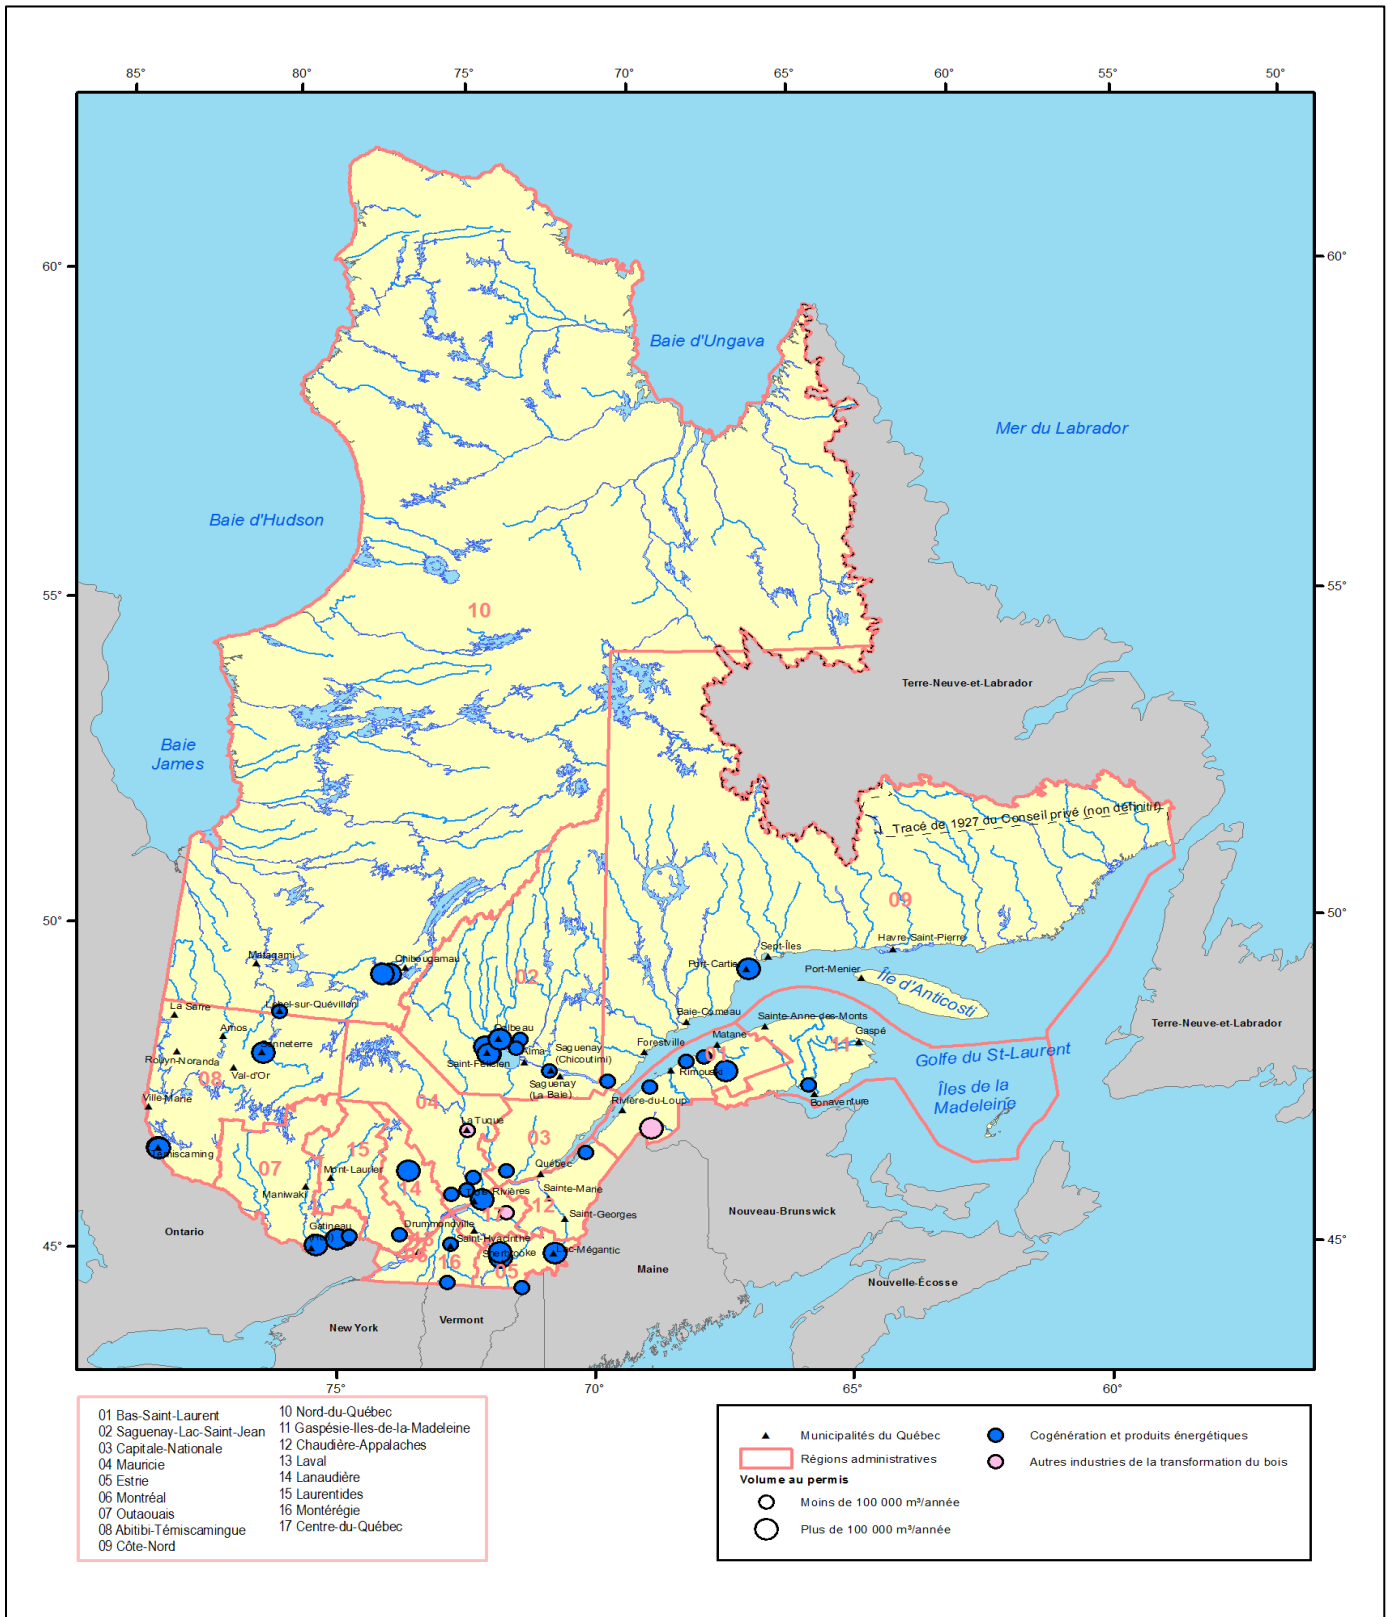 85° 80° 75° 70° 65° 60° 55° 50°
60° 60°
Baie d'Ungava
Mer du Labrador
Baie d'Hudson
55° 55°
10
Terre-Neuve-et-Labrador
Baie
James
Tracé de 1927 du Conseil privé (non définitif)
50° 50°
09
Havre-Saint-Pierre
Sept-Îles
Port-Cartier
Port-Menier
Île d'Anticosti
Matagami
Chibougamau
02
La Sarre
Lebel-sur-Quévillon
Baie-Comeau
Sainte-Anne-des-Monts
Terre-Neuve-et-Labrador
Amos
Senneterre
Dolbeau
Matane
Gaspé
11
Rouyn-Noranda
Alma
Saguenay
(Chicoutimi)
Forestville
01
Golfe du St-Laurent
Saint-Félicien
Val-d'Or
08
Rimouski
Saguenay
(La Baie)
Îles de la
Madeleine
Ville-Marie
04
Rivière-du-Loup
Bonaventure
La Tuque
03
Témiscaming
15
07
Mont-Laurier
Québec
Maniwaki
14
Trois-Rivières
Sainte-Marie
12
17
Saint-Georges
Nouveau-Brunswick
Ontario
Gatineau
(Hull)
Drummondville
Saint-Hyacinthe
45° 45°
13
06
16
Sherbrooke
Lac-Mégantic
05
Maine
Nouvelle-Écosse
New York
Vermont
75° 70° 65° 60°
01 Bas-Saint-Laurent
02 Saguenay-Lac-Saint-Jean
03 Capitale-Nationale
04 Mauricie
05 Estrie
06 Montréal
07 Outaouais
08 Abitibi-Témiscamingue
09 Côte-Nord
10 Nord-du-Québec
11 Gaspésie-Iles-de-la-Madeleine
12 Chaudière-Appalaches
13 Laval
14 Lanaudière
15 Laurentides
16 Montérégie
17 Centre-du-Québec
Municipalités du Québec
Régions administratives
Volume au permis
Moins de 100 000 m³/année
Plus de 100 000 m³/année
Cogénération et produits énergétiques
Autres industries de la transformation du bois